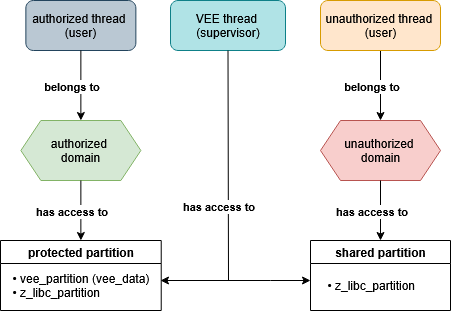 authorized thread
(user)
VEE thread
(supervisor)
unauthorized thread
(user)
belongs to
belongs to
authorized
domain
unauthorized
domain
has access to
has access to
has access to
protected partition
• vee_partition (vee_data)
• z_libc_partition
shared partition
• z_libc_partition